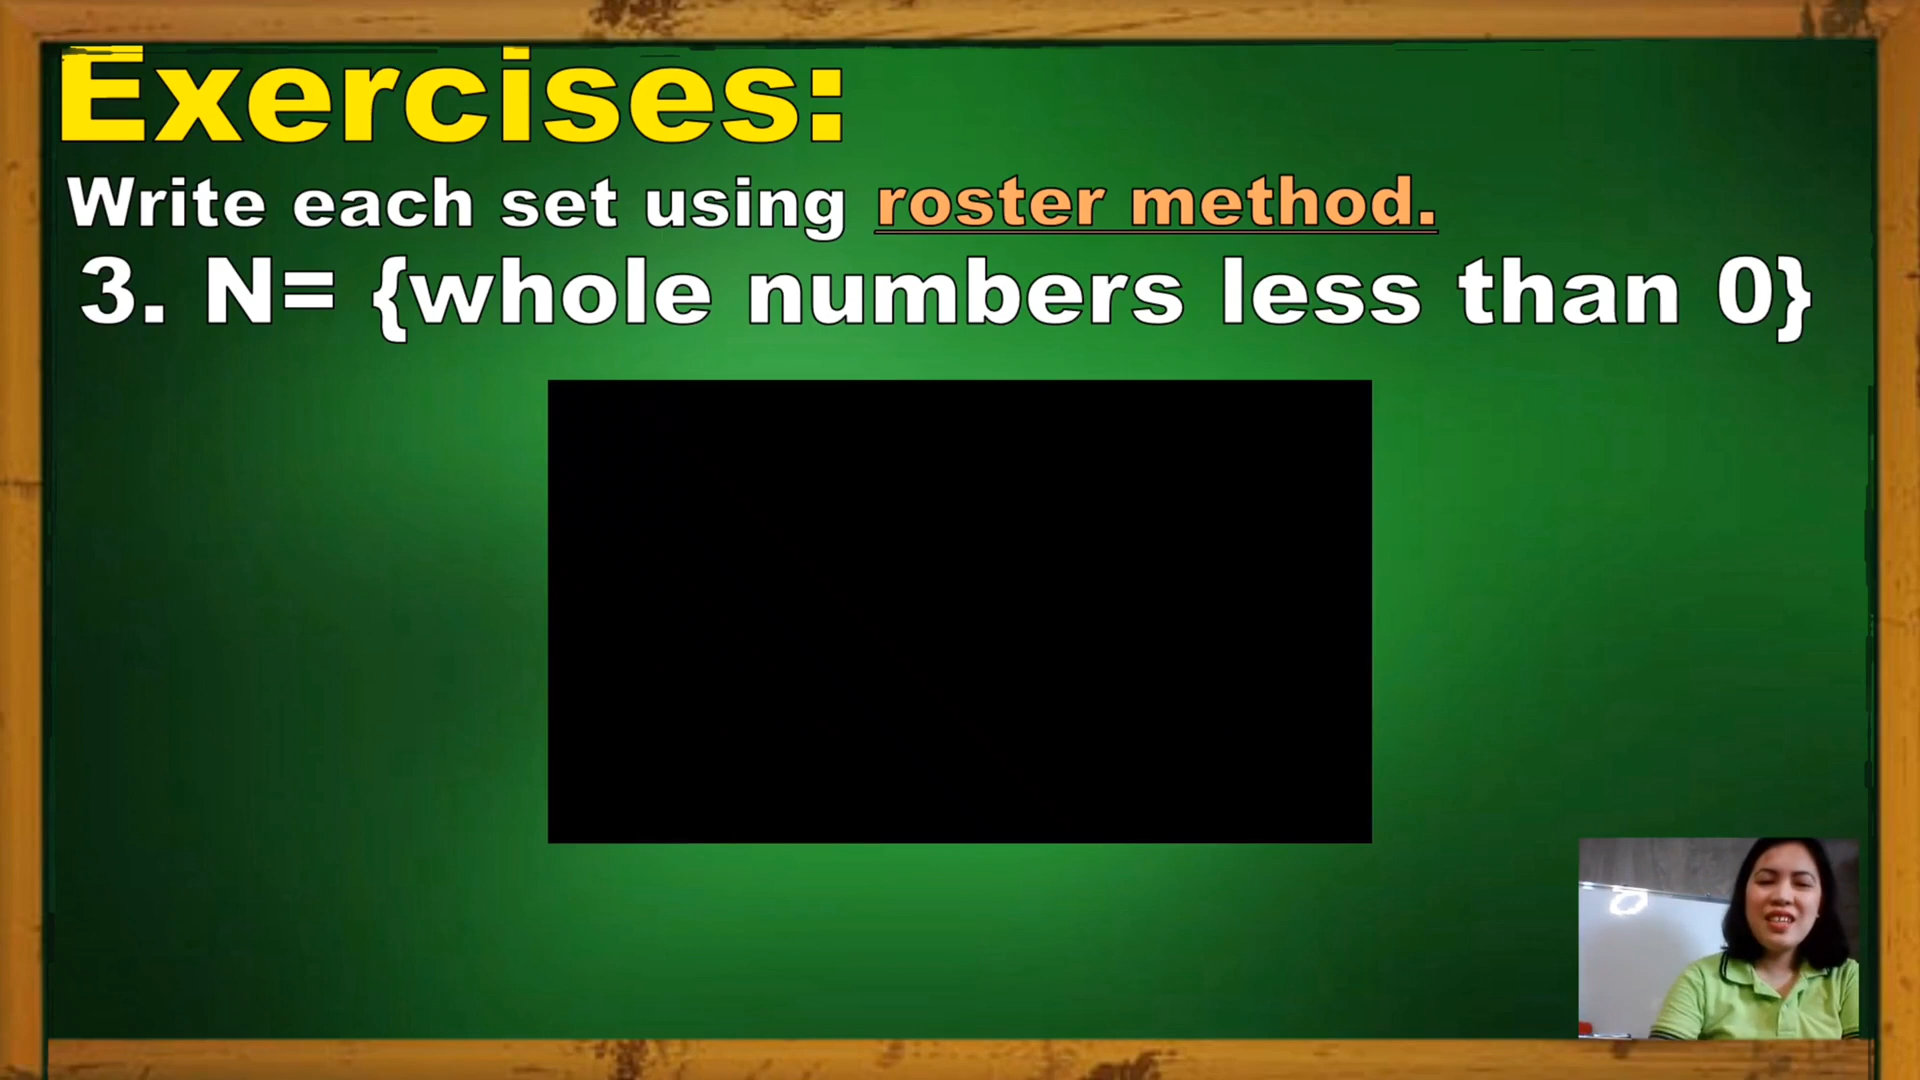 Exercises:
Write each set using roster method.
3. N= {whole numbers less than 0}